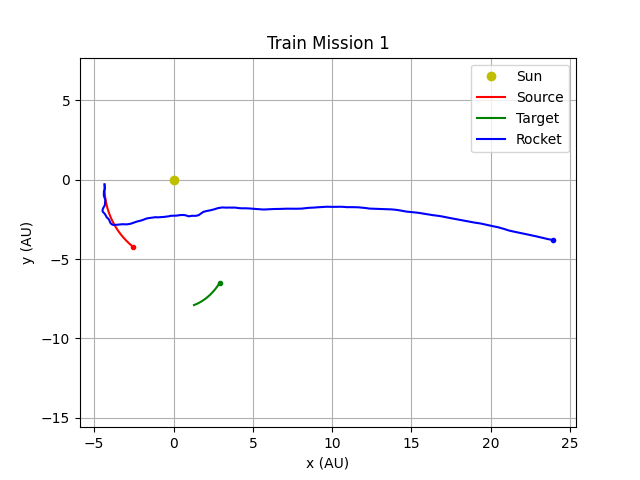 Train Mission 1
Sun
Source
Target
Rocket
5
0
−5
−10
−15
y (AU)
−5
0
5
10
15
20
25
x (AU)